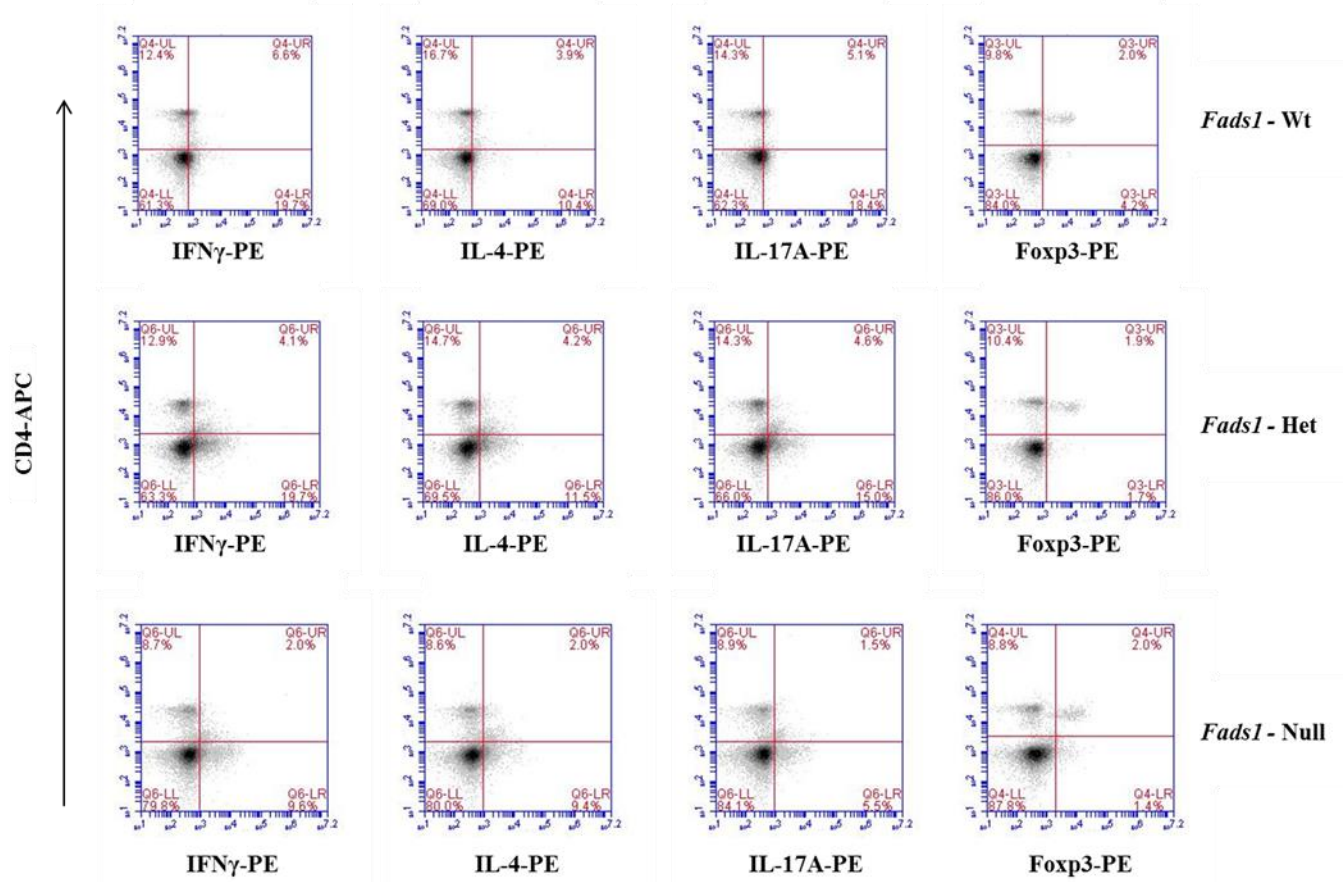 Q4-UL Q4-UR
12.4% 6.6%
Q4-LL Q4-LR
61.3% 19.7%
IFNγ-PE
Q4-UL Q4-UR
16.7% 3.9%
Q4-LL Q4-LR
69.0% 10.4%
IL-4-PE
Q4-UL Q4-UR
14.3% 5.1%
Q4-LL Q4-LR
62.3% 18.4%
IL-17A-PE
Q3-UL Q3-UR
9.8% 2.0%
Q3-LL Q3-LR
84.0% 4.2%
Foxp3-PE
Fads1 - Wt
CD4-APC
Q6-UL Q6-UR
12.9% 4.1%
Q6-LL Q6-LR
63.3% 19.7%
IFNγ-PE
Q6-UL Q6-UR
14.7% 4.2%
Q6-LL Q6-LR
69.5% 11.5%
IL-4-PE
Q6-UL Q6-UR
14.3% 4.6%
Q6-LL Q6-LR
66.0% 15.0%
IL-17A-PE
Q3-UL Q3-UR
10.4% 1.9%
Q3-LL Q3-LR
86.0% 1.7%
Foxp3-PE
Fads1 - Het
Q6-UL Q6-UR
8.7% 2.0%
Q6-LL Q6-LR
79.8% 9.6%
IFNγ-PE
Q6-UL Q6-UR
8.6% 2.0%
Q6-LL Q6-LR
80.0% 9.4%
IL-4-PE
Q6-UL Q6-UR
8.9% 1.5%
Q6-LL Q6-LR
84.1% 5.5%
IL-17A-PE
Q4-UL Q4-UR
8.8% 2.0%
Q4-LL Q4-LR
87.8% 1.4%
Foxp3-PE
Fads1 - Null